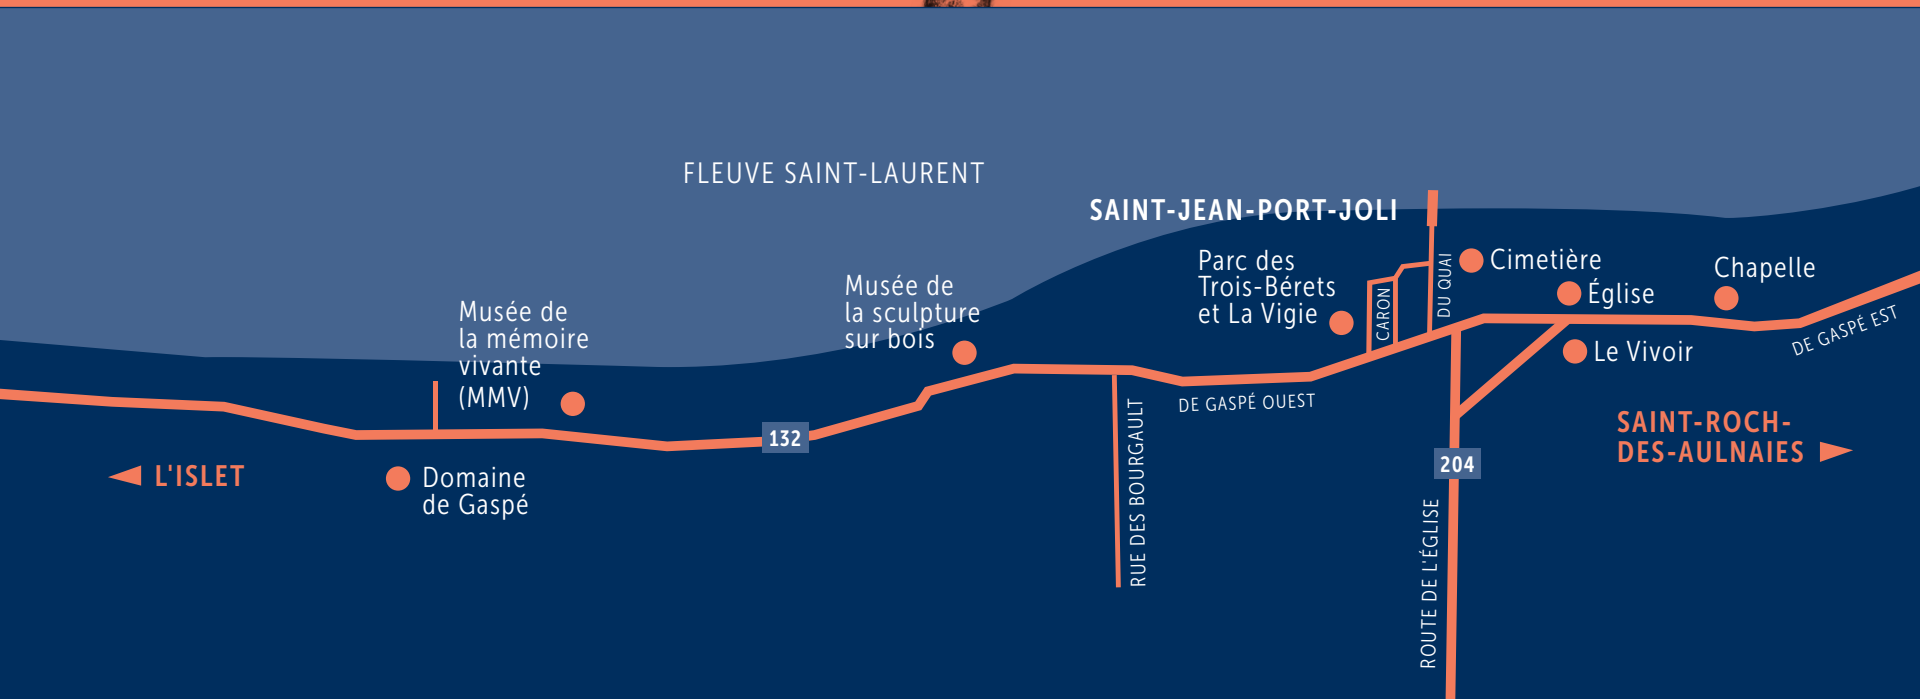 FLEUVE SAINT-LAURENT
SAINT-JEAN-PORT-JOLI
Parc des
Trois-Bérets
et La Vigie
CARON
DU QUAI
Cimetière
Église
Chapelle
DE GASPÉ EST
Le Vivoir
Musée de
la sculpture
sur bois
Musée de
la mémoire
vivante
(MMV)
132
DE GASPÉ OUEST
RUE DES BOURGAULT
L'ISLET
Domaine
de Gaspé
204
ROUTE DE L'ÉGLISE
SAINT-ROCH-
DES-AULNAIES